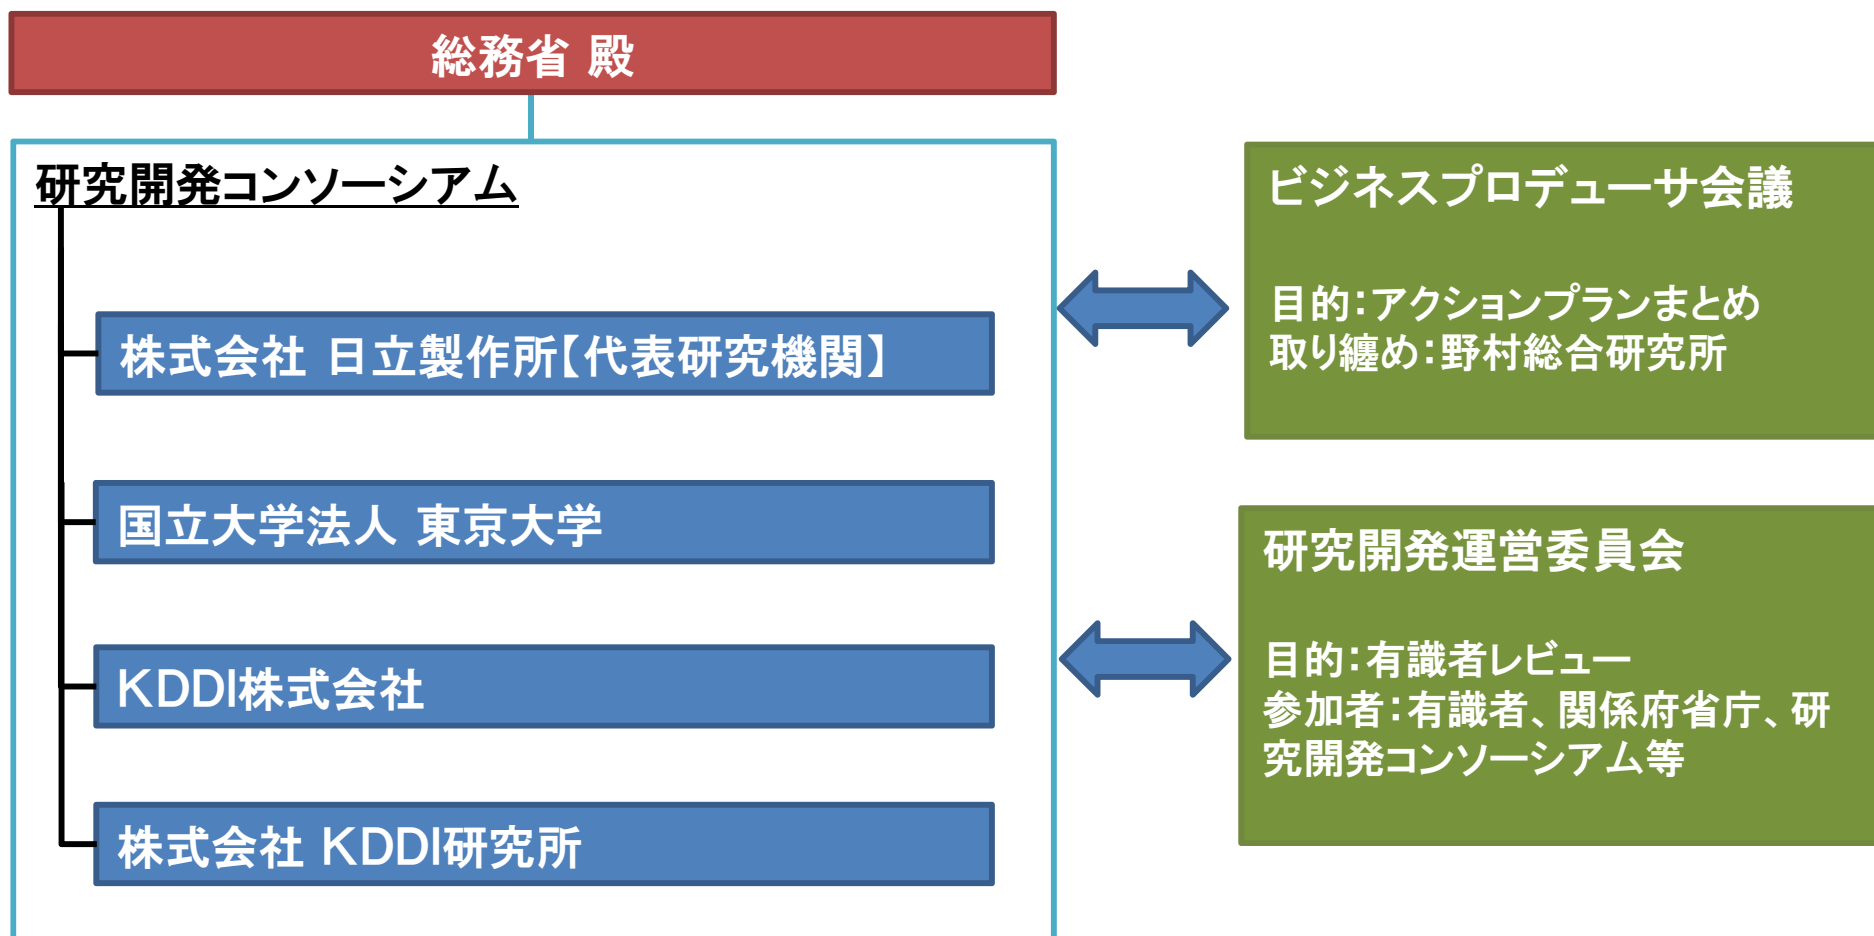 総務省 殿
研究開発コンソーシアム
株式会社 日立製作所【代表研究機関】
国立大学法人 東京大学
KDDI株式会社
株式会社 KDDI研究所
ビジネスプロデューサ会議
目的：アクションプランまとめ
取り纏め：野村総合研究所
研究開発運営委員会
目的：有識者レビュー
参加者：有識者、関係府省庁、研
究開発コンソーシアム等